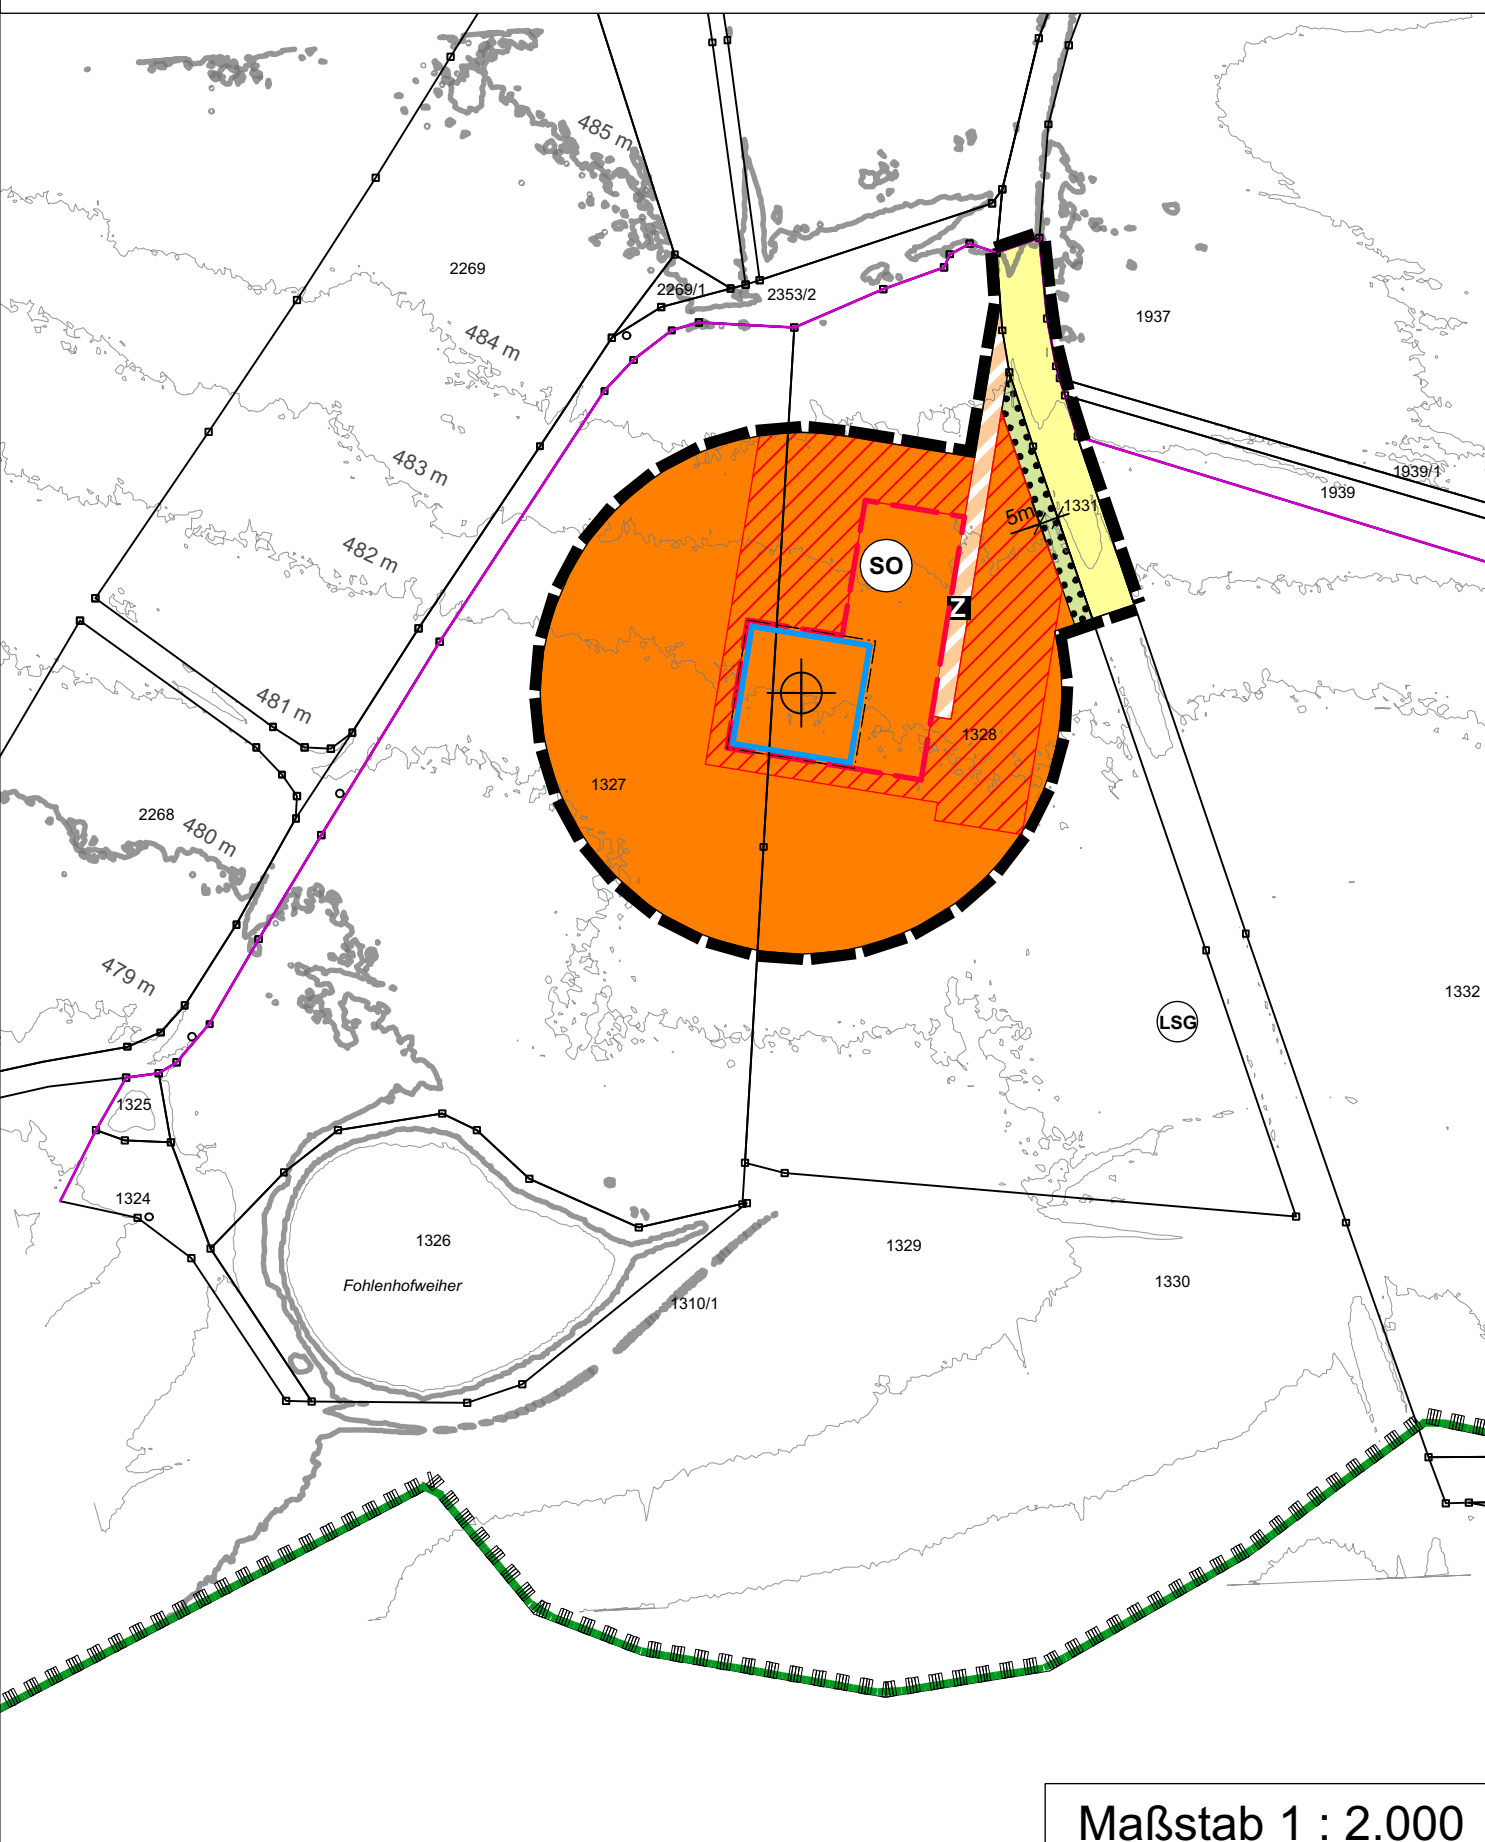 485 m
2269
2269/1
2353/2
1937
484 m
483 m
1939/1
1939
5m
1331
482 m
SO
Z
481 m
1328
1327
2268
480 m
479 m
1332
LSG
1325
1324
1326
1329
Fohlenhofweiher
1330
1310/1
Maßstab 1 : 2.000